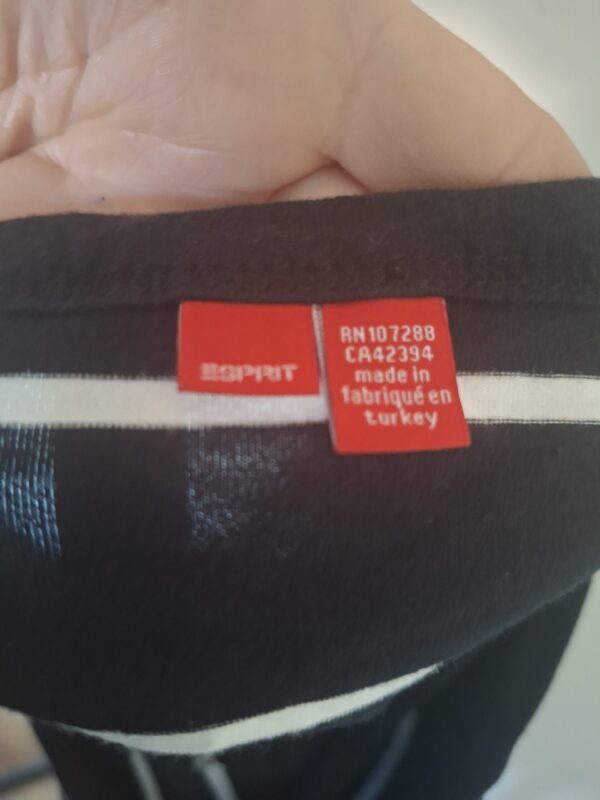 ESPRIT
RN107288
CA42394
made in
fabriqué en
turkey